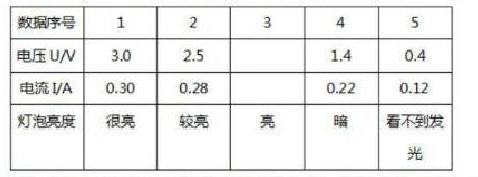 数据序号 1 2 3 4 5
电压 U/V 3.0 2.5 1.4 0.4
电流 I/A 0.30 0.28 0.22 0.12
灯泡亮度 很亮 较亮 亮 暗 看不到发
光